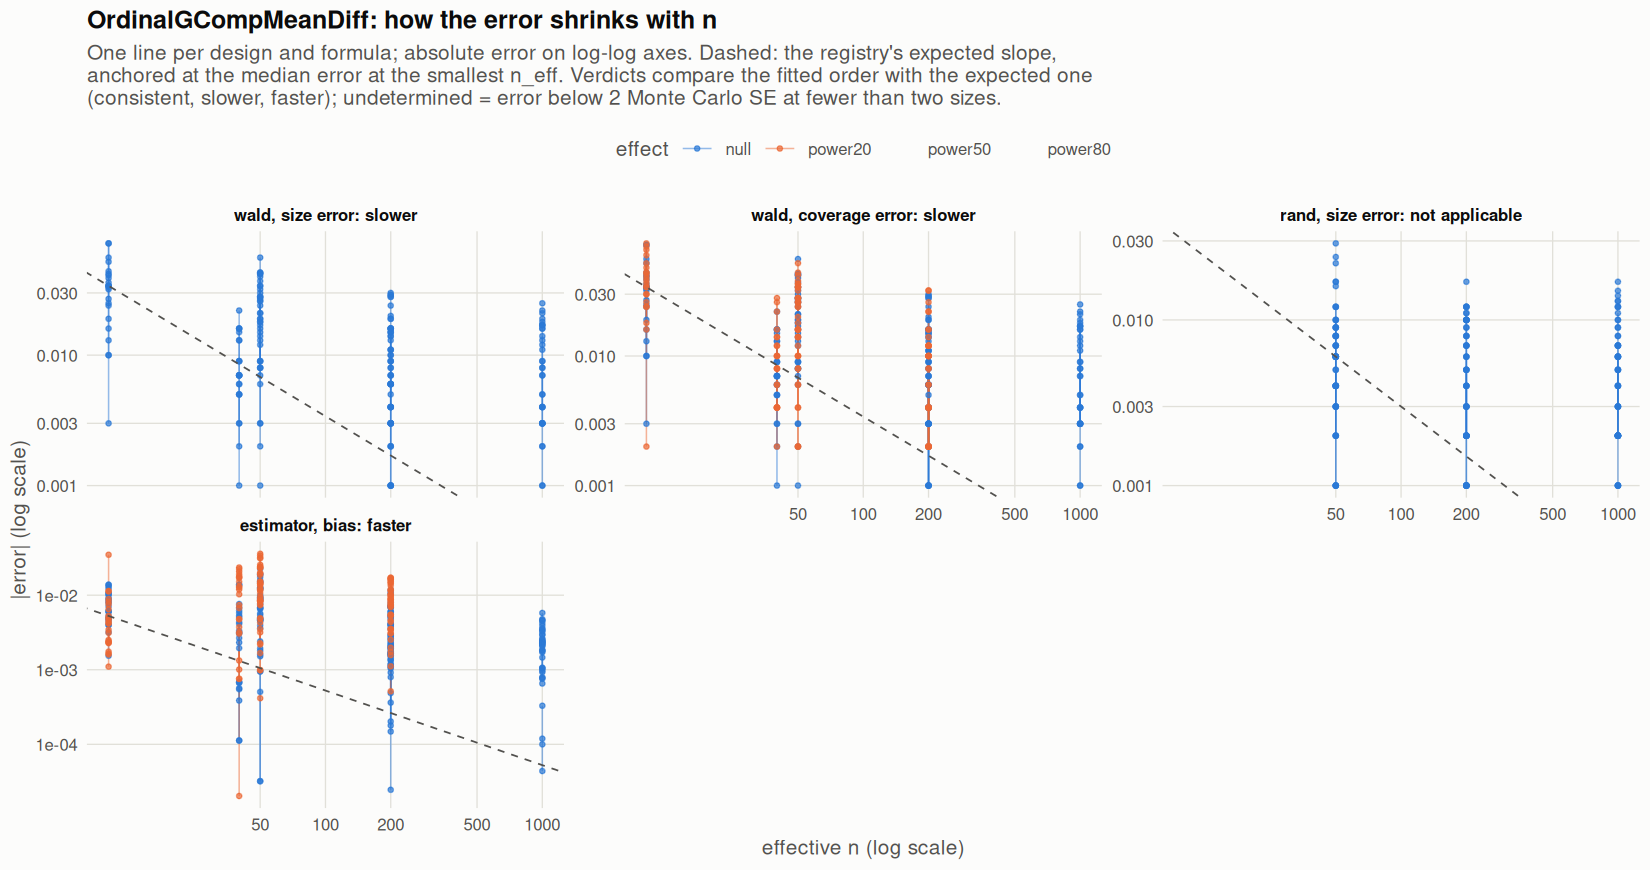 OrdinalGCompMeanDiff: how the error shrinks with n
One line per design and formula; absolute error on log-log axes. Dashed: the registry's expected slope,
anchored at the median error at the smallest n_eff. Verdicts compare the fitted order with the expected one
(consistent, slower, faster); undetermined = error below 2 Monte Carlo SE at fewer than two sizes.
effect null power20 power50 power80
wald, size error: slower
0.030
0.010
0.003
0.001
wald, coverage error: slower
0.030
0.010
0.003
0.001
50 100 200 500 1000
rand, size error: not applicable
0.030
0.010
0.003
0.001
50 100 200 500 1000
estimator, bias: faster
1e-02
1e-03
1e-04
50 100 200 500 1000
|error| (log scale)
effective n (log scale)